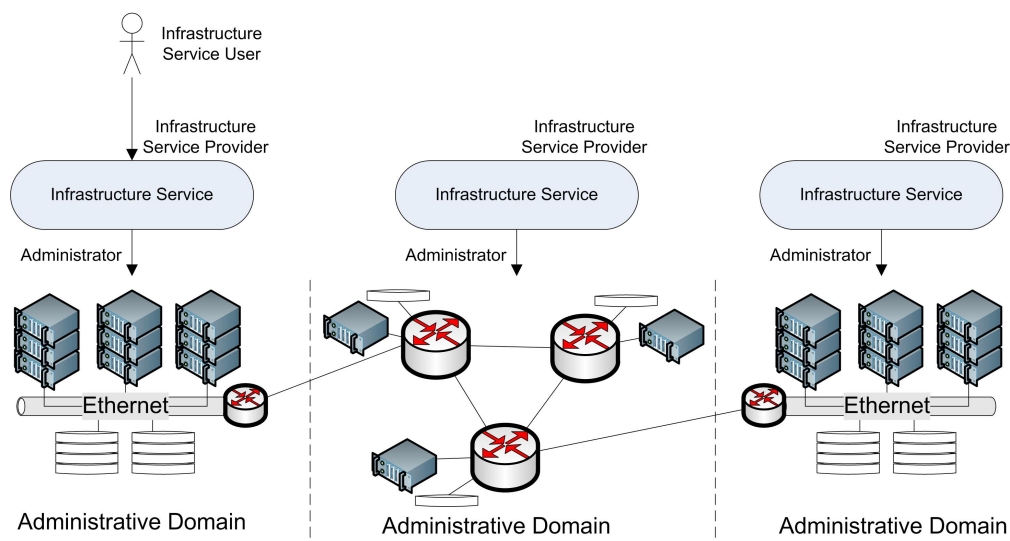 Infrastructure
Service User
Infrastructure
Service Provider
Infrastructure
Service Provider
Infrastructure
Service Provider
Infrastructure Service
Infrastructure Service
Infrastructure Service
Administrator
Administrator
Administrator
Ethernet
Ethernet
Administrative Domain
Administrative Domain
Administrative Domain